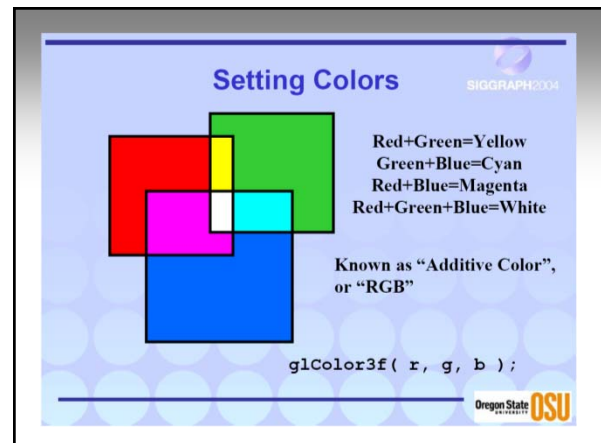 Setting Colors
SIGGRAPH2004
Red+Green=Yellow
Green+Blue=Cyan
Red+Blue=Magenta
Red+Green+Blue=White
Known as “Additive Color”,
or “RGB”
glColor3f( r, g, b );
Oregon State
UNIVERSITY
OSU